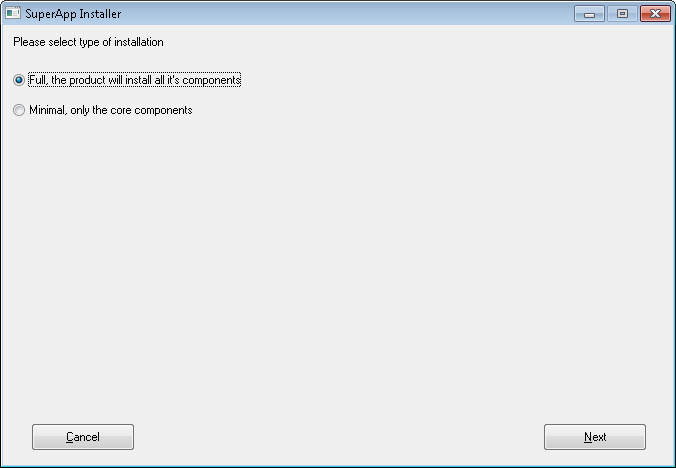 SuperApp Installer
Please select type of installation
Full, the product will install all it's components
Minimal, only the core components
Cancel
Next